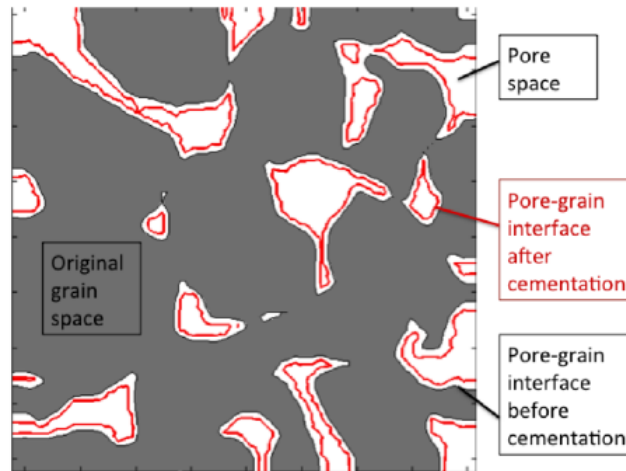 Pore
space
Pore-grain
interface
after
cementation
Original
grain
space
Pore-grain
interface
before
cementation